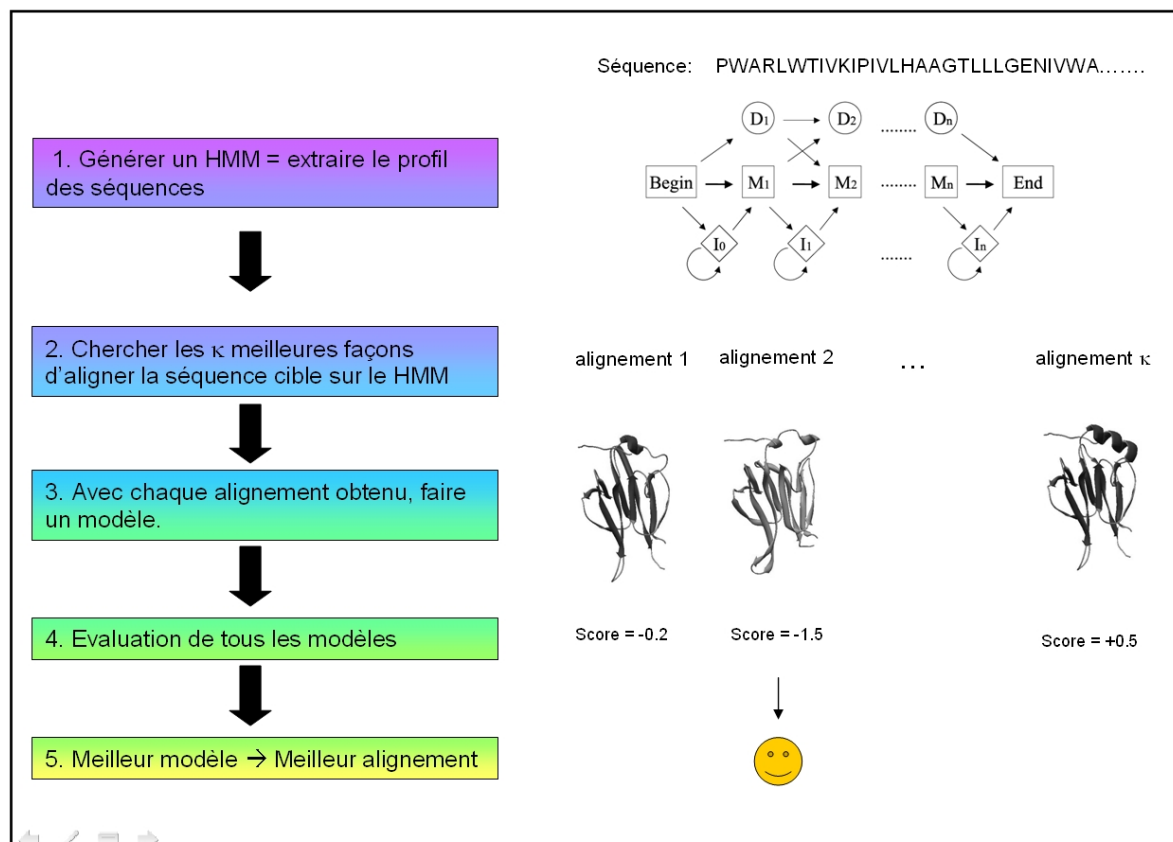 Séquence: PWARLWTIVKIPIVLHAAGTLLLGENIVWA.......
D1 D2 ........ Dn
1. Générer un HMM = extraire le profil
des séquences
Begin M1 M2 ........ Mn End
I0 I1 ....... In
2. Chercher les κ meilleures façons
d'aligner la séquence cible sur le HMM
alignement 1 alignement 2 ... alignement κ
3. Avec chaque alignement obtenu, faire
un modèle.
4. Evaluation de tous les modèles
Score = -0.2 Score = -1.5 Score = +0.5
5. Meilleur modèle → Meilleur alignement